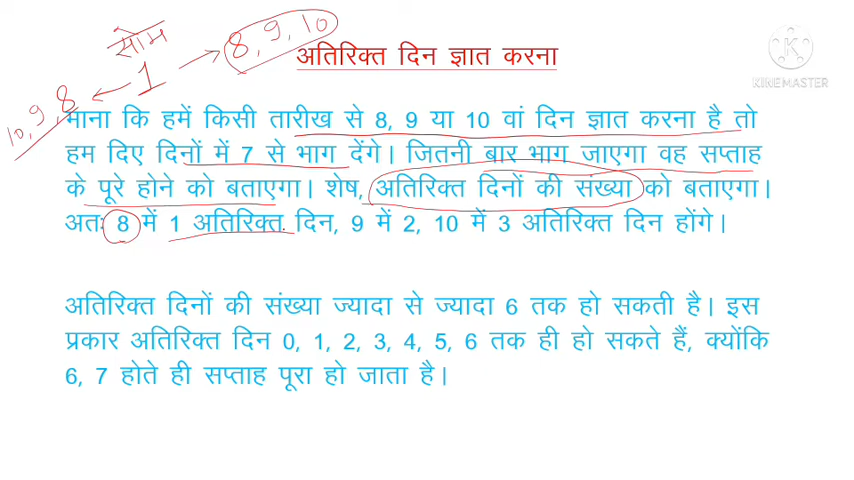 सोम
8, 9, 10
1
10, 9, 8
अतिरिक्त दिन ज्ञात करना
KINEMASTER
माना कि हमें किसी तारीख से 8, 9 या 10 वां दिन ज्ञात करना है तो
हम दिए दिनों में 7 से भाग देंगे। जितनी बार भाग जाएगा वह सप्ताह
के पूरे होने को बताएगा। शेष, अतिरिक्त दिनों की संख्या को बताएगा।
अतः 8 में 1 अतिरिक्त दिन, 9 में 2, 10 में 3 अतिरिक्त दिन होंगे।
अतिरिक्त दिनों की संख्या ज्यादा से ज्यादा 6 तक हो सकती है। इस
प्रकार अतिरिक्त दिन 0, 1, 2, 3, 4, 5, 6 तक ही हो सकते हैं, क्योंकि
6, 7 होते ही सप्ताह पूरा हो जाता है।